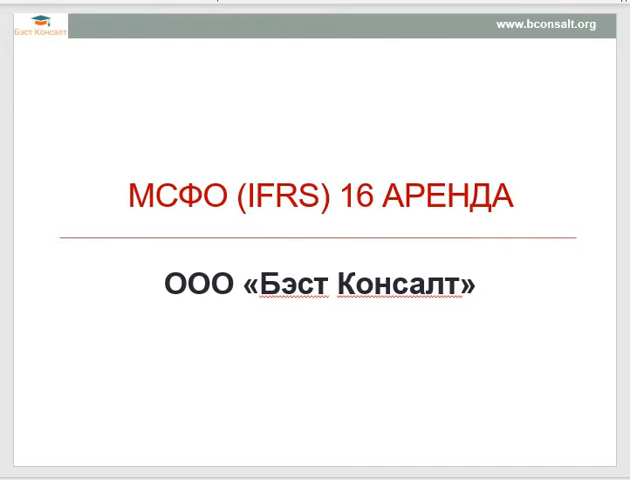 Бэст Консалт
www.bconsalt.org
МСФО (IFRS) 16 АРЕНДА
ООО «Бэст Консалт»